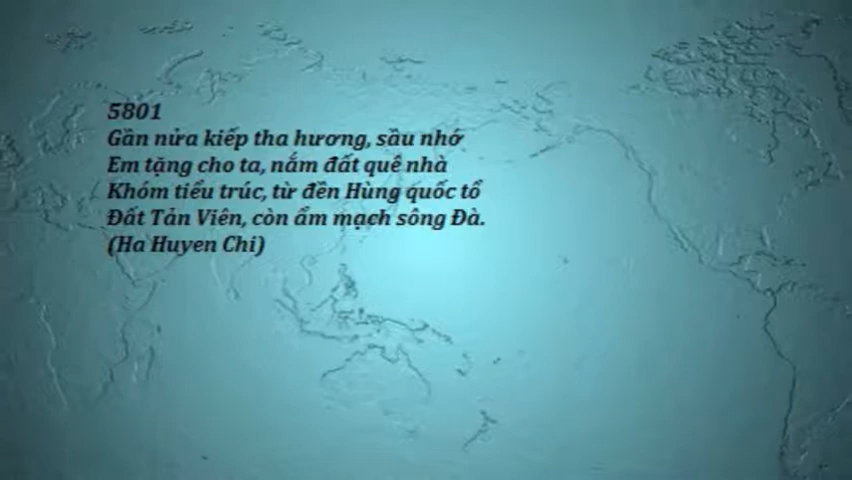 5801
Gần nửa kiếp tha hương, sầu nhớ
Em tặng cho ta, nắm đất quê nhà
Khóm tiểu trúc, từ đền Hùng quốc tổ
Đất Tản Viên, còn ẩm mạch sông Đà.
(Ha Huyen Chi)